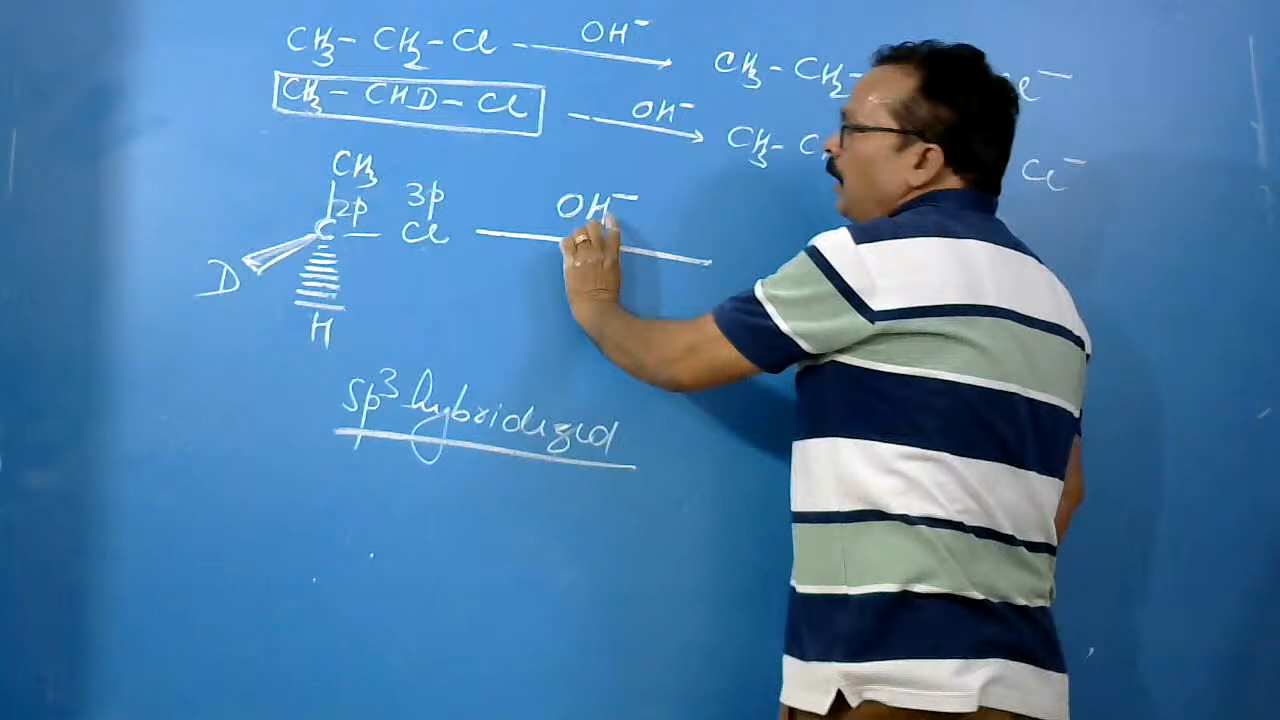 CH3 - CH2 - Cl → OH⁻ CH3 - CH2
CH3 - CHD - Cl → OH⁻ CH3 - Cl⁻
CH3
2p 3p OH⁻
C - Cl
D
H
sp³ hybridized